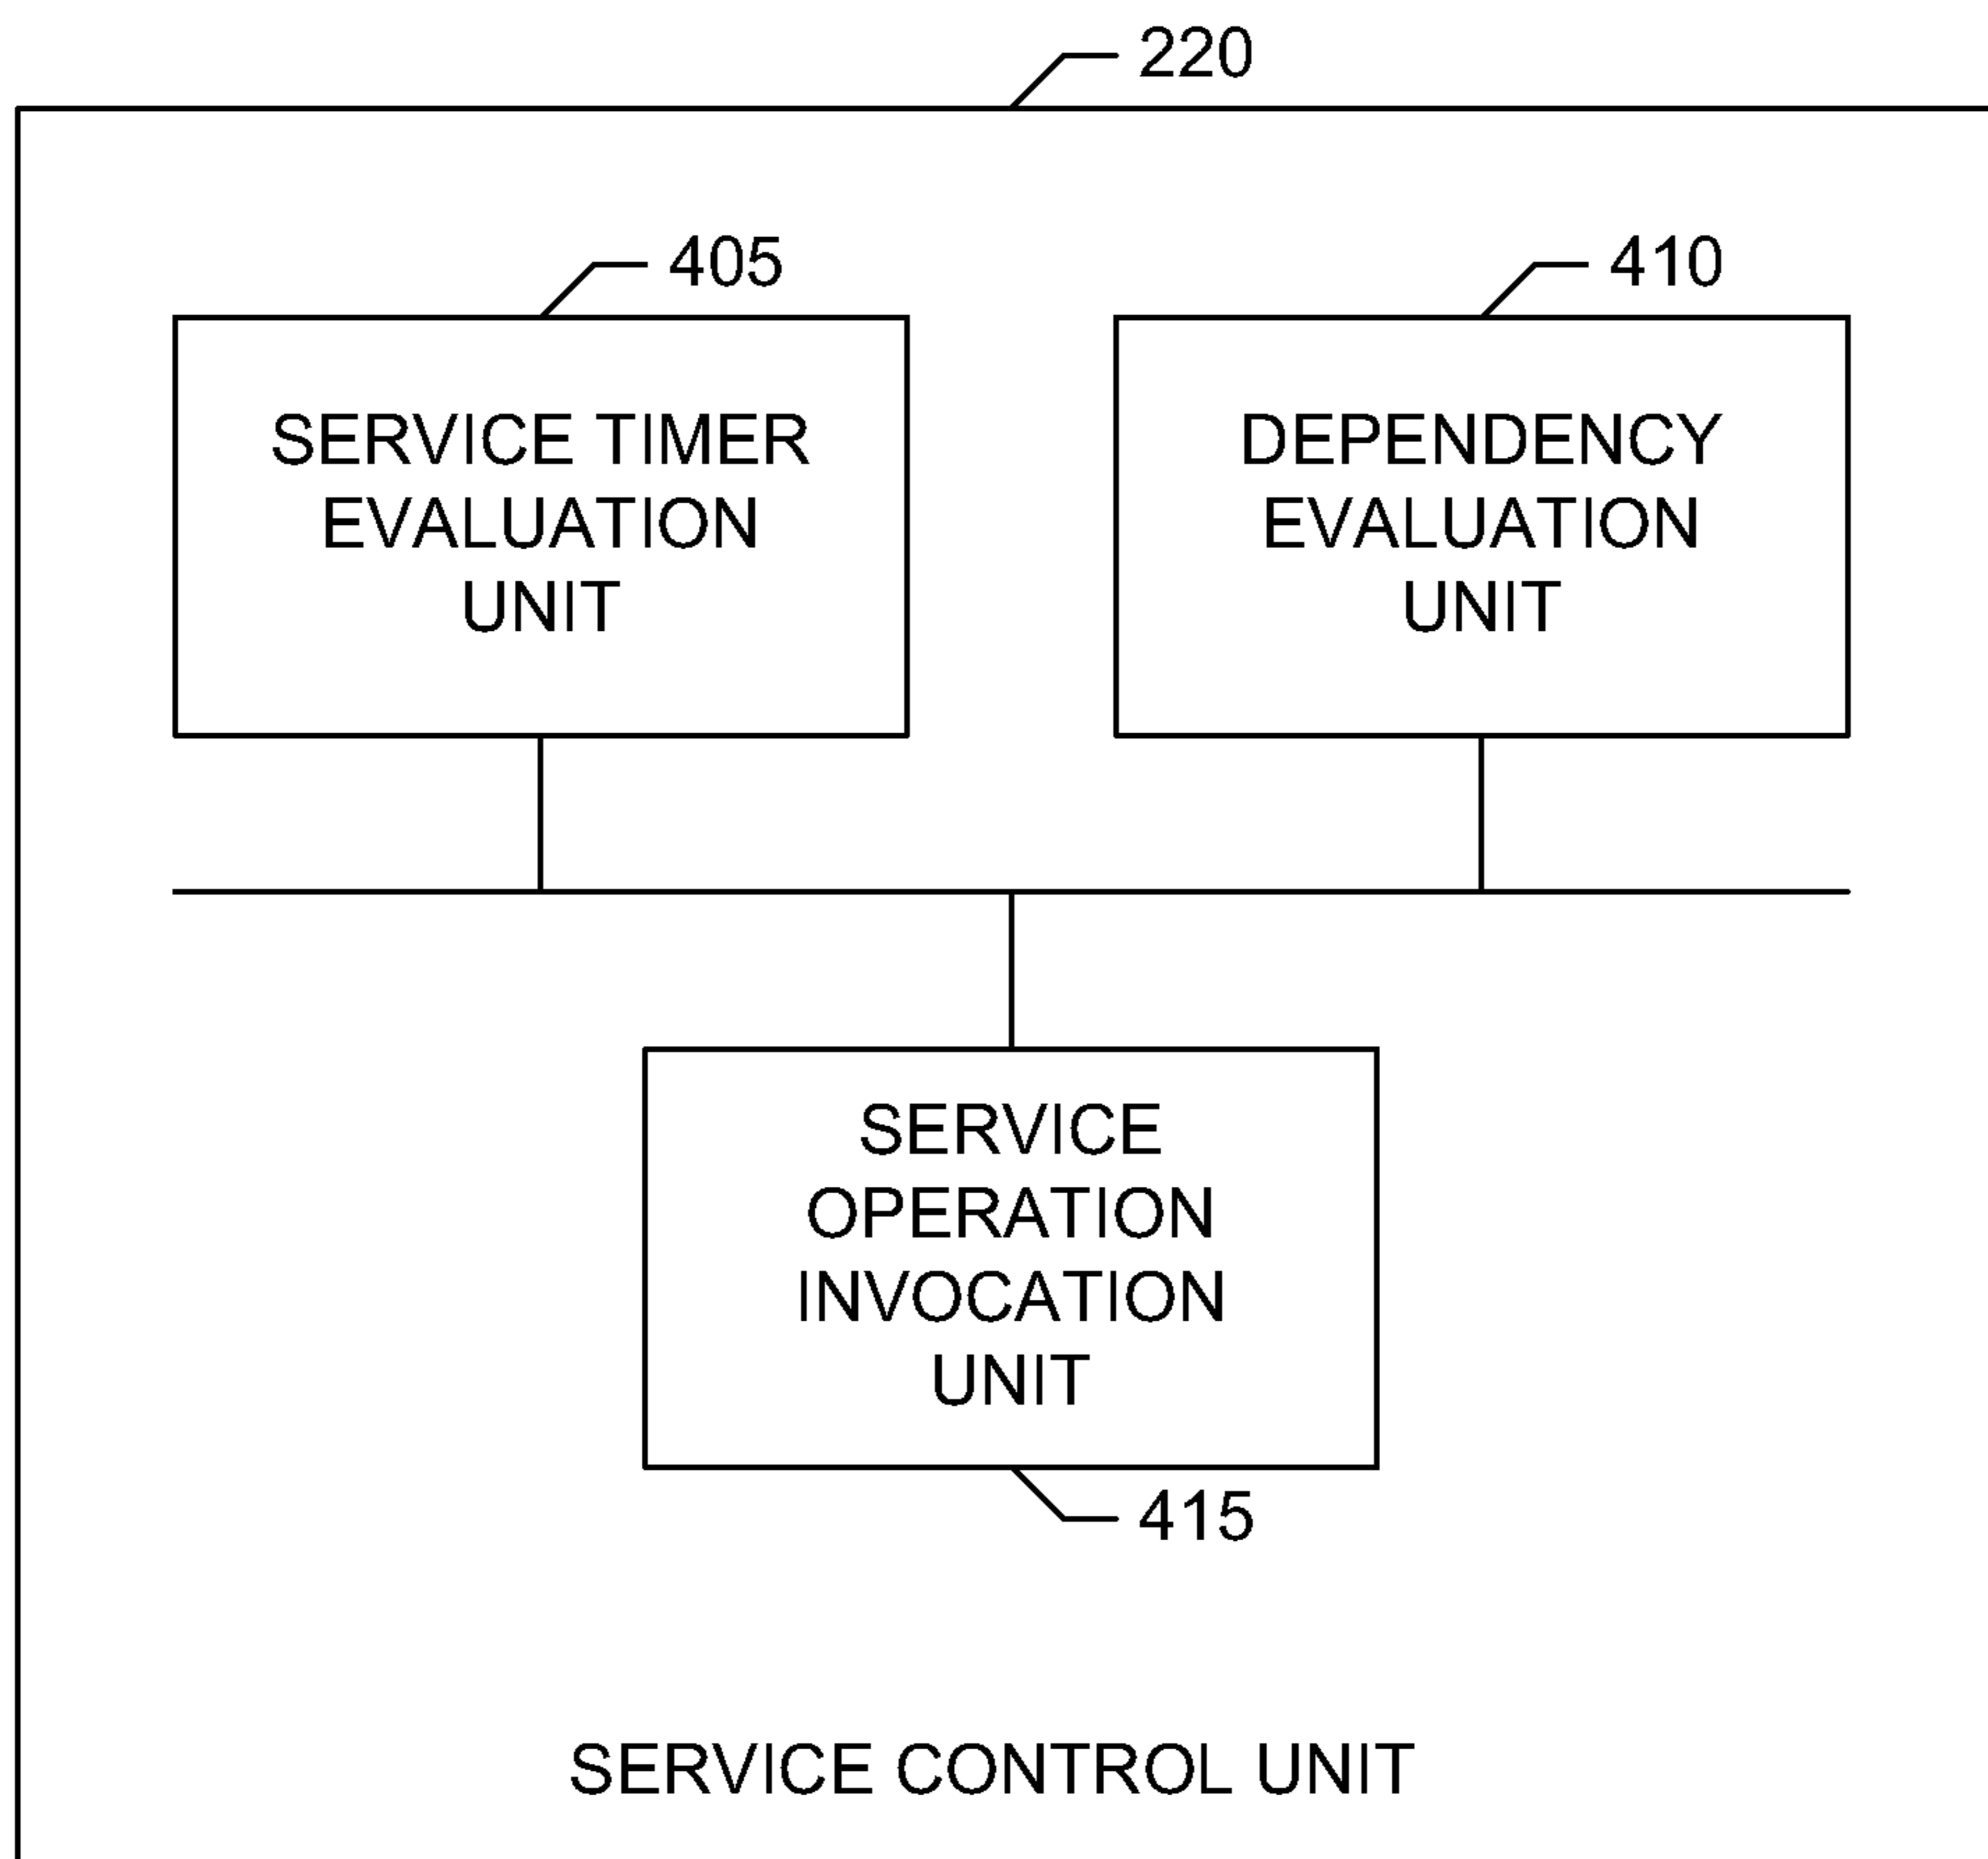 220
405
410
SERVICE TIMER
EVALUATION
UNIT
DEPENDENCY
EVALUATION
UNIT
SERVICE
OPERATION
INVOCATION
UNIT
415
SERVICE CONTROL UNIT